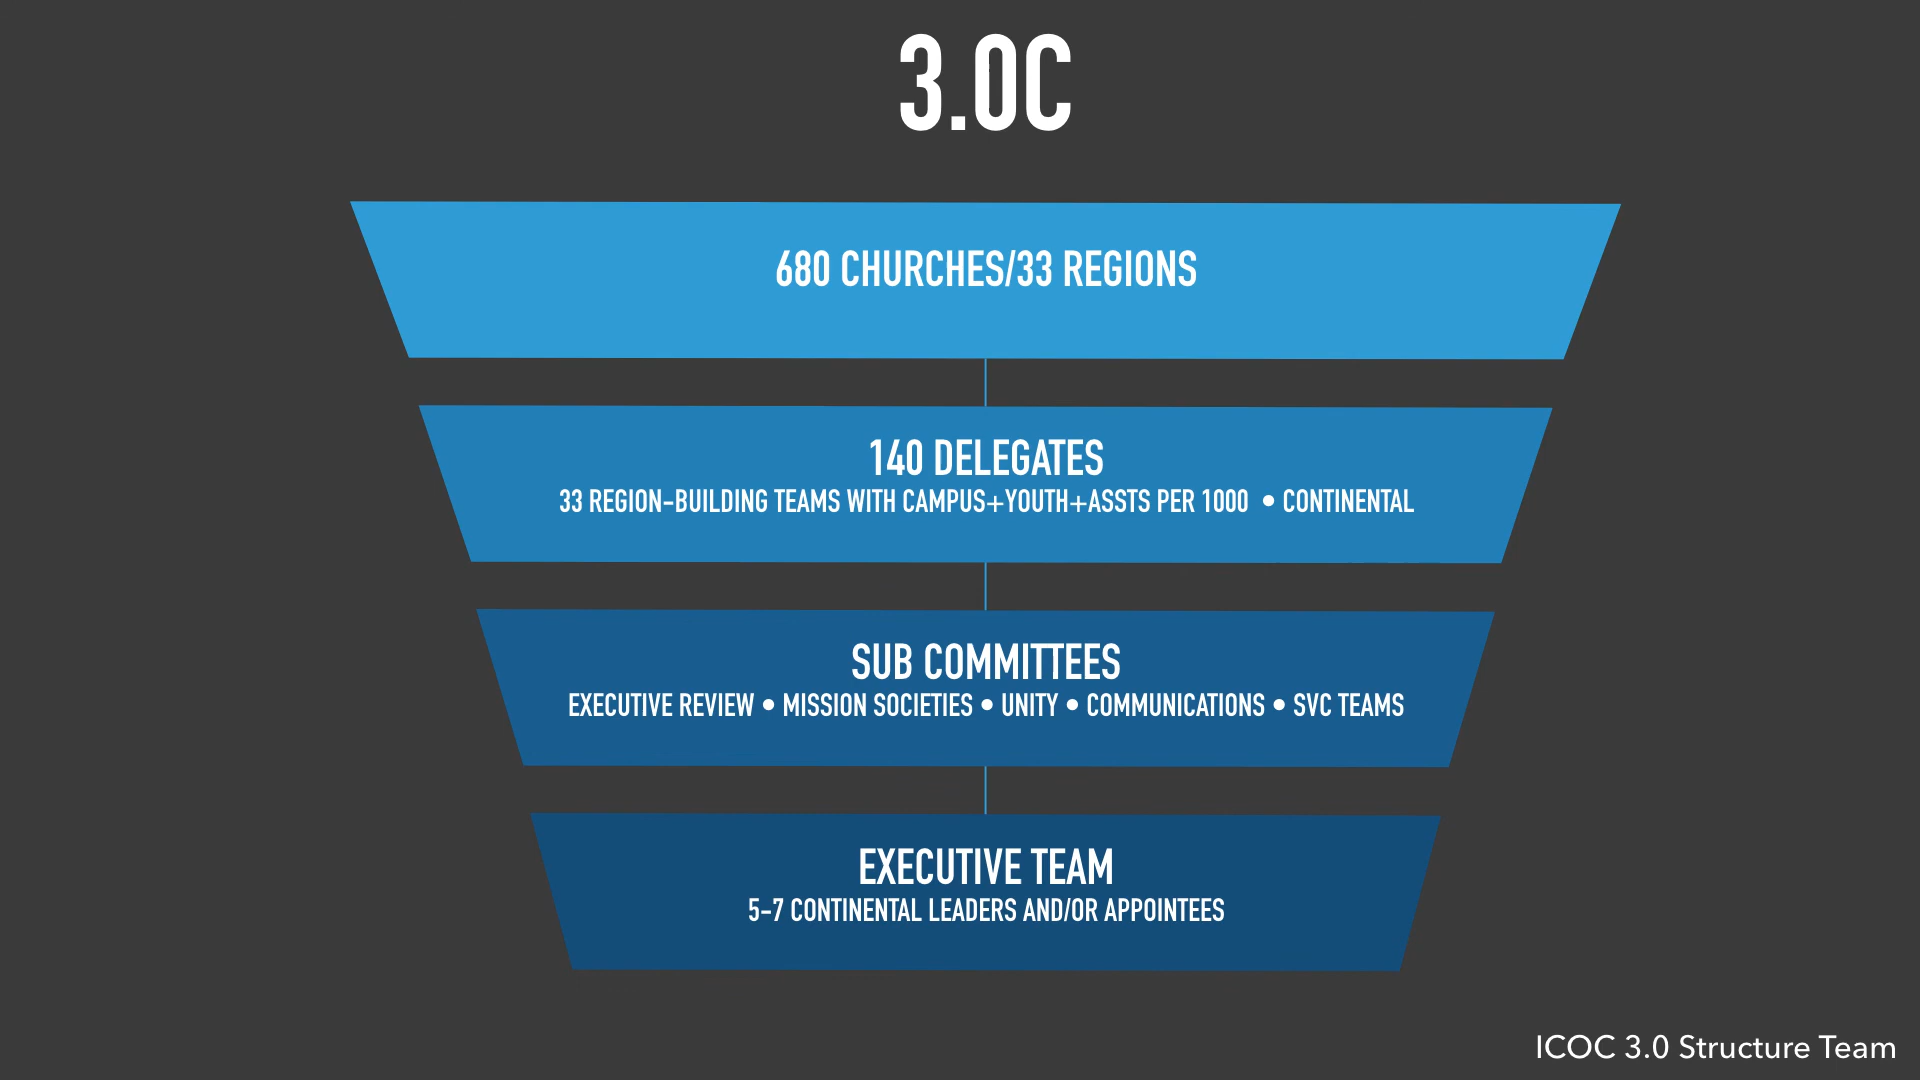 3.0C
680 CHURCHES/33 REGIONS
140 DELEGATES
33 REGION-BUILDING TEAMS WITH CAMPUS+YOUTH+ASSTS PER 1000 • CONTINENTAL
SUB COMMITTEES
EXECUTIVE REVIEW • MISSION SOCIETIES • UNITY • COMMUNICATIONS • SVC TEAMS
EXECUTIVE TEAM
5-7 CONTINENTAL LEADERS AND/OR APPOINTEES
ICOC 3.0 Structure Team